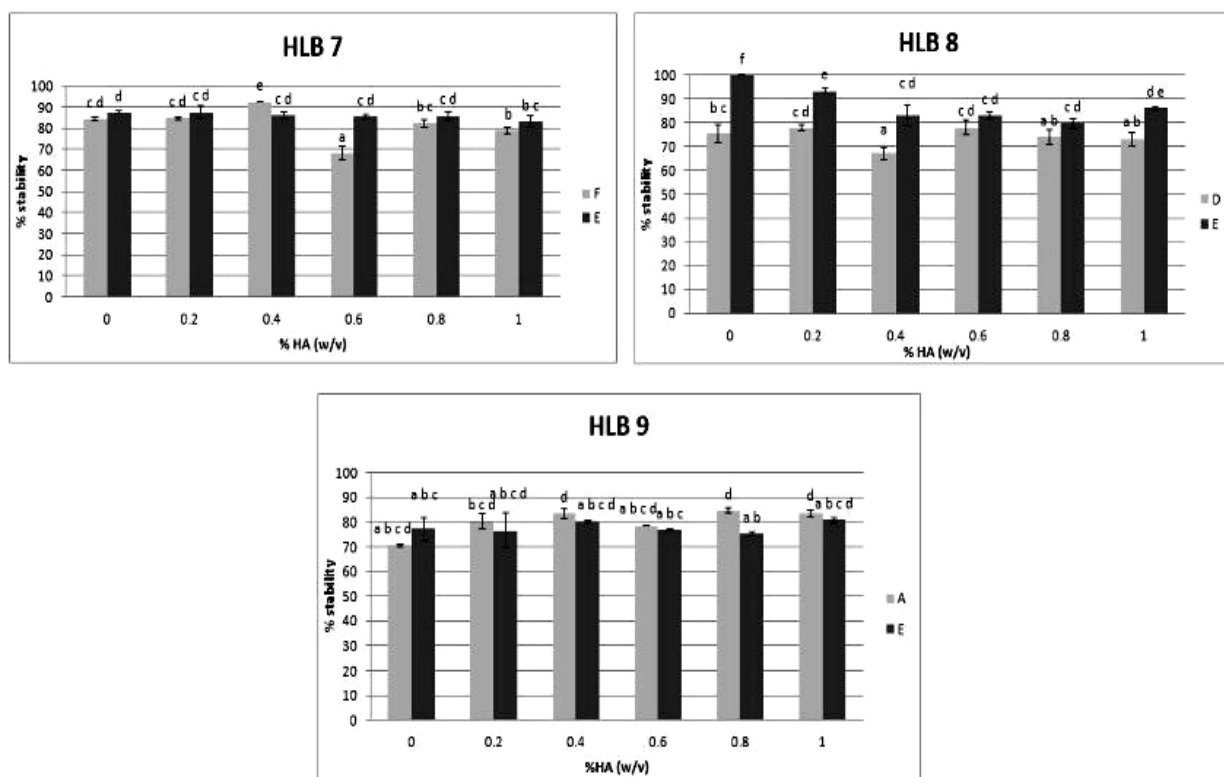 HLB 7
100
90
80
70
60
50
40
30
20
10
0
% stability
c d
d
c d
c d
e
c d
a
c d
b c
c d
b
b c
0
0.2
0.4
0.6
0.8
1
% HA (w/v)
F
E
HLB 8
100
90
80
70
60
50
40
30
20
10
0
% stability
b c
f
c d
e
a
c d
c d
c d
a b
c d
a b
d e
0
0.2
0.4
0.6
0.8
1
% HA (w/v)
D
E
HLB 9
100
90
80
70
60
50
40
30
20
10
0
% stability
a b c d
a b c
b c d
a b c d
d
a b c d
a b c d
a b c
d
a b
d
a b c d
0
0.2
0.4
0.6
0.8
1
%HA (w/v)
A
E